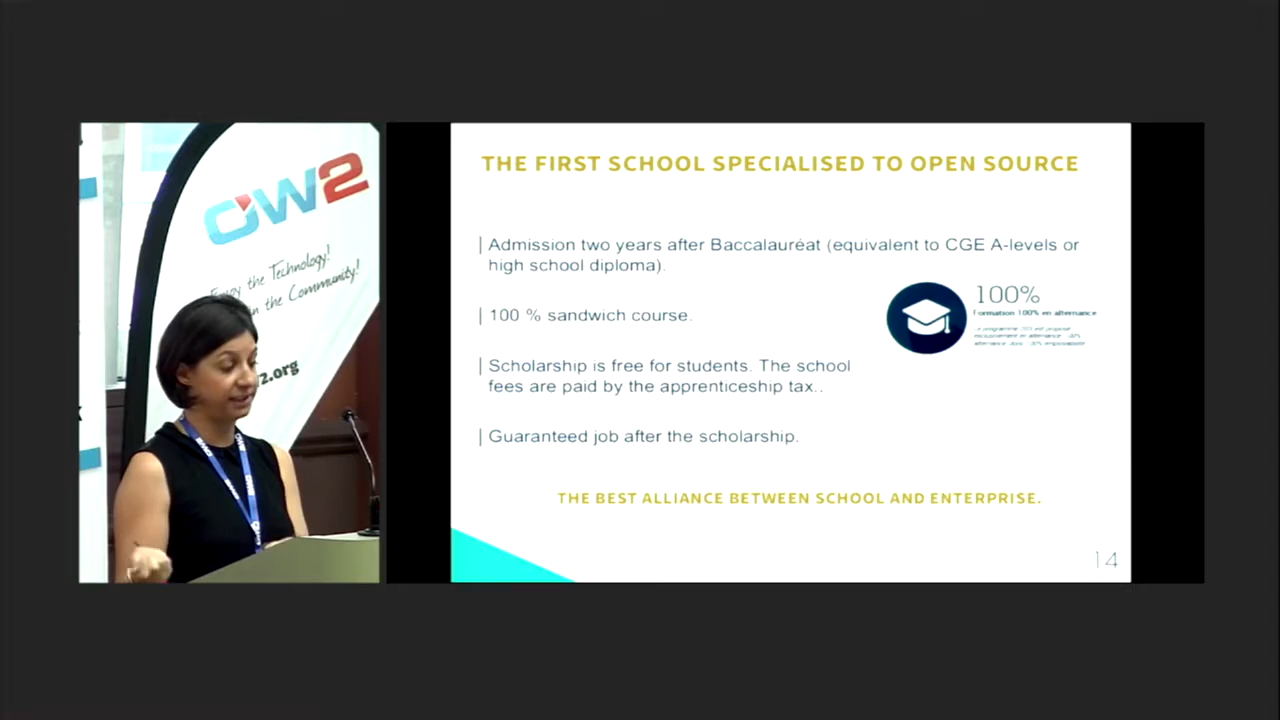 OW2
Enjoy the Technology!
in the Community!
2.org
THE FIRST SCHOOL SPECIALISED TO OPEN SOURCE
Admission two years after Baccalauréat (equivalent to CGE A-levels or
high school diploma).
100%
Formation 100% en alternance
100 % sandwich course.
Scholarship is free for students. The school
fees are paid by the apprenticeship tax..
Guaranteed job after the scholarship.
THE BEST ALLIANCE BETWEEN SCHOOL AND ENTERPRISE.
14